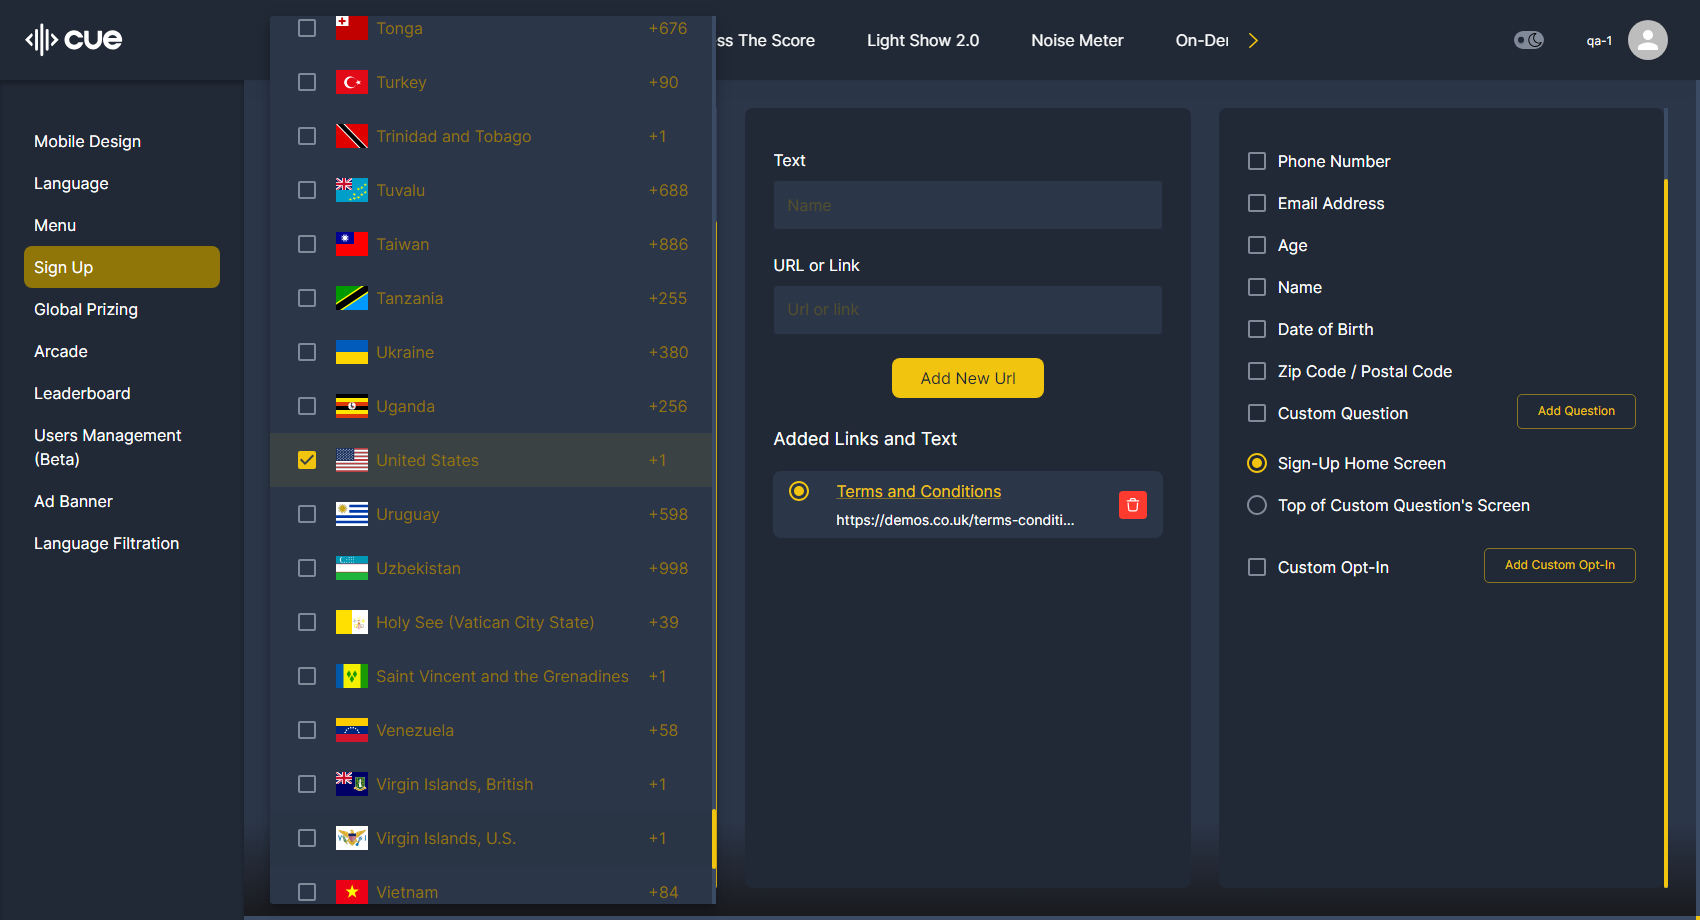 cue
ss The Score
Light Show 2.0
Noise Meter
On-Der
qa-1
Mobile Design
Language
Menu
Sign Up
Global Prizing
Arcade
Leaderboard
Users Management
(Beta)
Ad Banner
Language Filtration
Tonga +676
Turkey +90
Trinidad and Tobago +1
Tuvalu +688
Taiwan +886
Tanzania +255
Ukraine +380
Uganda +256
United States +1
Uruguay +598
Uzbekistan +998
Holy See (Vatican City State) +39
Saint Vincent and the Grenadines +1
Venezuela +58
Virgin Islands, British +1
Virgin Islands, U.S. +1
Vietnam +84
Text
Name
URL or Link
Url or link
Add New Url
Added Links and Text
Terms and Conditions
https://demos.co.uk/terms-conditi...
Phone Number
Email Address
Age
Name
Date of Birth
Zip Code / Postal Code
Custom Question
Add Question
Sign-Up Home Screen
Top of Custom Question's Screen
Custom Opt-In
Add Custom Opt-In